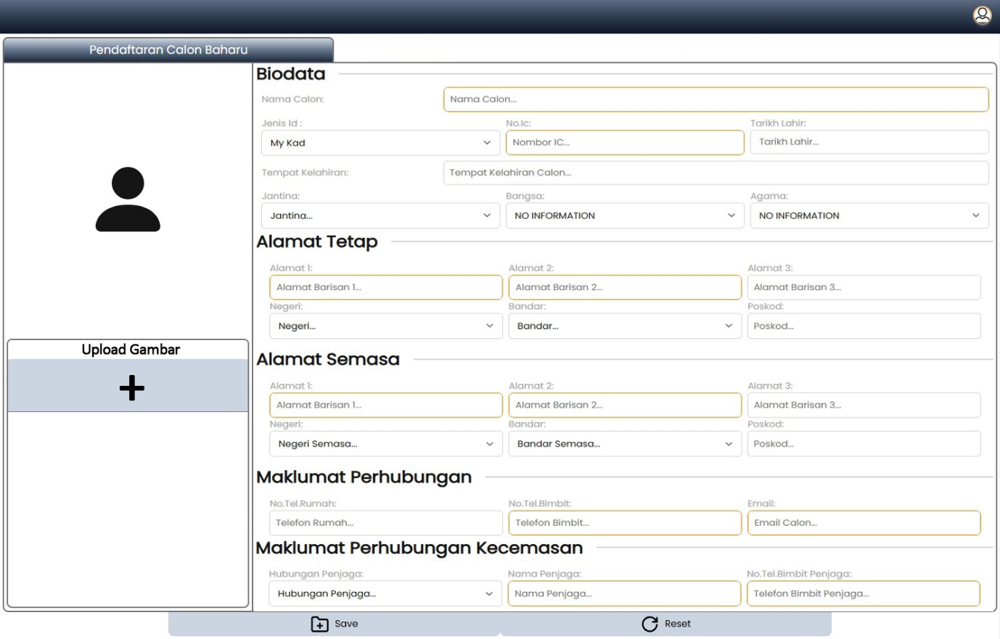 Pendaftaran Calon Baharu
Upload Gambar
Biodata
Nama Calon: Nama Calon...
Jenis Id : No.Ic: Tarikh Lahir:
My Kad Nombor IC... Tarikh Lahir...
Tempat Kelahiran: Tempat Kelahiran Calon...
Jantina: Bangsa: Agama:
Jantina... NO INFORMATION NO INFORMATION
Alamat Tetap
Alamat 1: Alamat 2: Alamat 3:
Alamat Barisan 1... Alamat Barisan 2... Alamat Barisan 3...
Negeri: Bandar: Poskod:
Negeri... Bandar... Poskod...
Alamat Semasa
Alamat 1: Alamat 2: Alamat 3:
Alamat Barisan 1... Alamat Barisan 2... Alamat Barisan 3...
Negeri: Bandar: Poskod:
Negeri Semasa... Bandar Semasa... Poskod...
Maklumat Perhubungan
No.Tel.Rumah: No.Tel.Bimbit: Email:
Telefon Rumah... Telefon Bimbit... Email Calon...
Maklumat Perhubungan Kecemasan
Hubungan Penjaga: Nama Penjaga: No.Tel.Bimbit Penjaga:
Hubungan Penjaga... Nama Penjaga... Telefon Bimbit Penjaga...
Save Reset